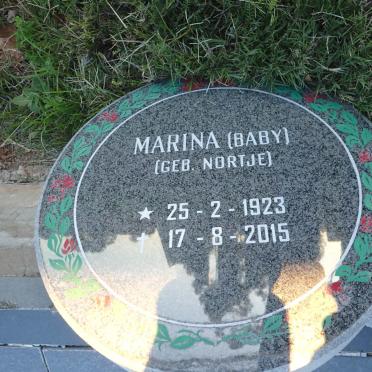 MARINA (BABY)
(GEB. NORTJE)
★ 25 - 2 - 1923
✝ 17 - 8 - 2015